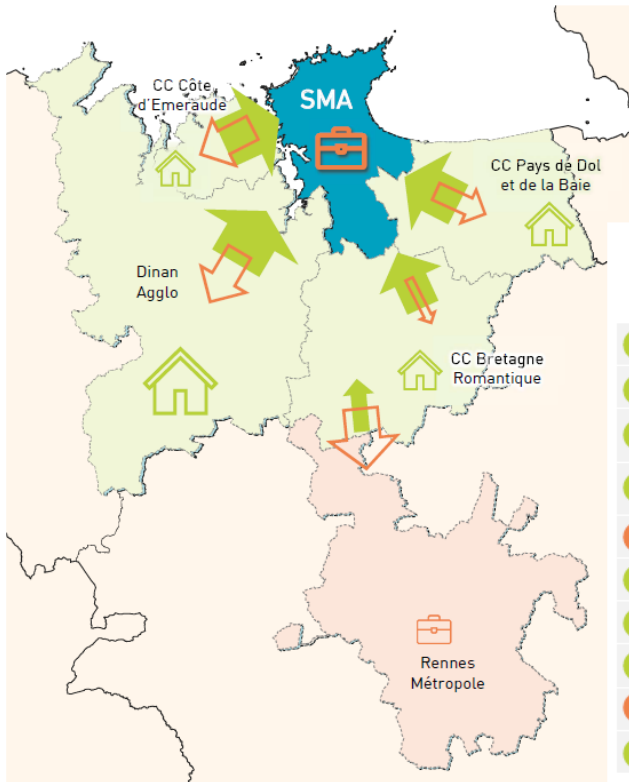 CC Côte
d'Emeraude
SMA
CC Pays de Dol
et de la Baie
Dinan
Agglo
CC Bretagne
Romantique
Rennes
Métropole